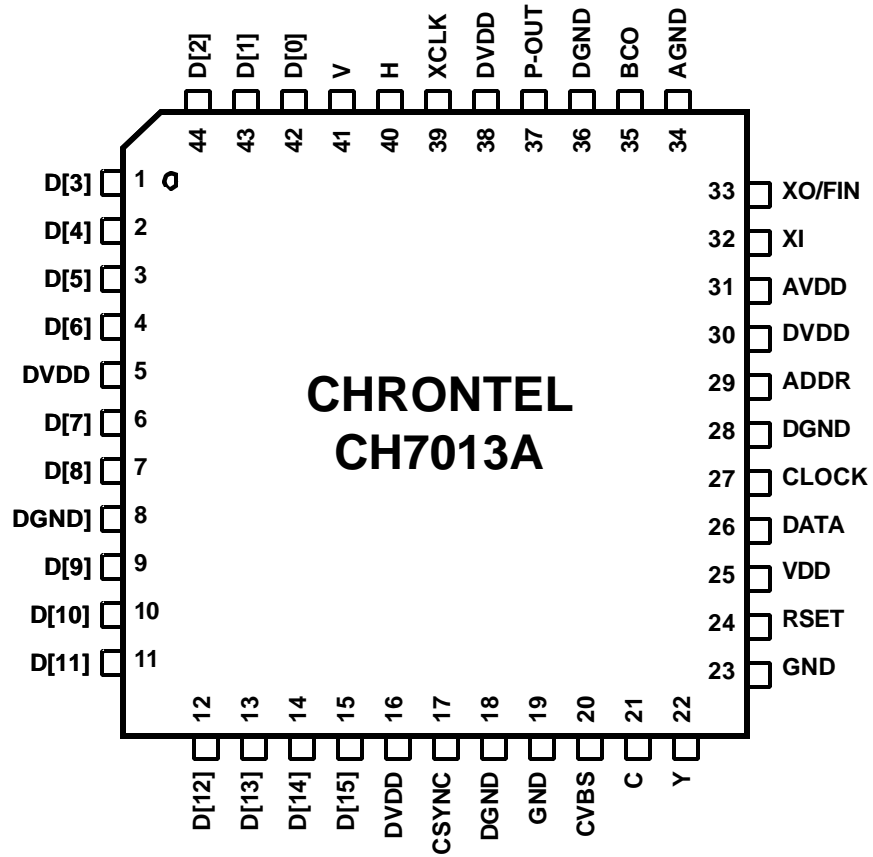 D[2] D[1] D[0] V H XCLK DVDD P-OUT DGND BCO AGND
44 43 42 41 40 39 38 37 36 35 34
D[3] 1
D[4] 2
D[5] 3
D[6] 4
DVDD 5
D[7] 6
D[8] 7
DGND] 8
D[9] 9
D[10] 10
D[11] 11
CHRONTEL
CH7013A
33 XO/FIN
32 XI
31 AVDD
30 DVDD
29 ADDR
28 DGND
27 CLOCK
26 DATA
25 VDD
24 RSET
23 GND
12 13 14 15 16 17 18 19 20 21 22
D[12] D[13] D[14] D[15] DVDD CSYNC DGND GND CVBS C Y